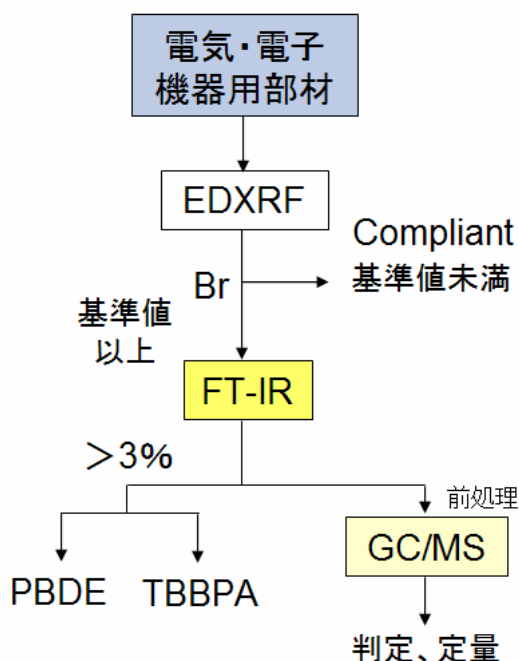 電気・電子
機器用部材
EDXRF
Compliant
基準値未満
Br
基準値
以上
FT-IR
＞3%
前処理
GC/MS
PBDE
TBBPA
判定、定量